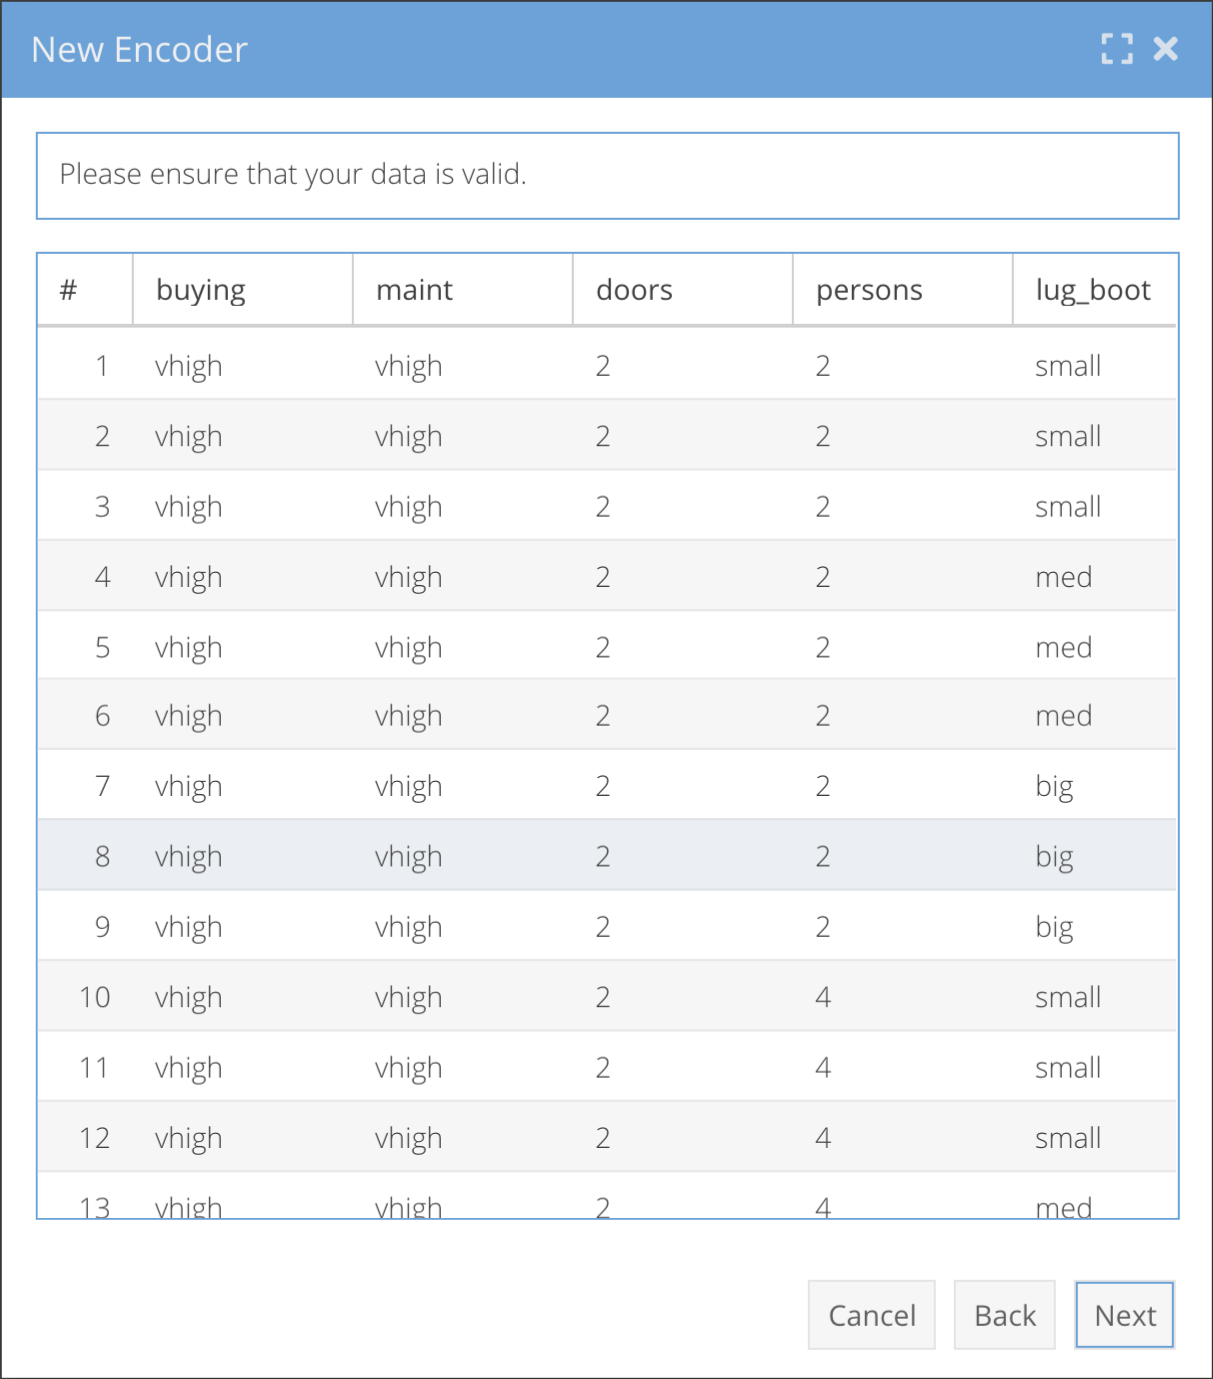 New Encoder
Please ensure that your data is valid.
# buying maint doors persons lug_boot
1 vhigh vhigh 2 2 small
2 vhigh vhigh 2 2 small
3 vhigh vhigh 2 2 small
4 vhigh vhigh 2 2 med
5 vhigh vhigh 2 2 med
6 vhigh vhigh 2 2 med
7 vhigh vhigh 2 2 big
8 vhigh vhigh 2 2 big
9 vhigh vhigh 2 2 big
10 vhigh vhigh 2 4 small
11 vhigh vhigh 2 4 small
12 vhigh vhigh 2 4 small
13 vhigh vhigh 2 4 med
Cancel Back Next